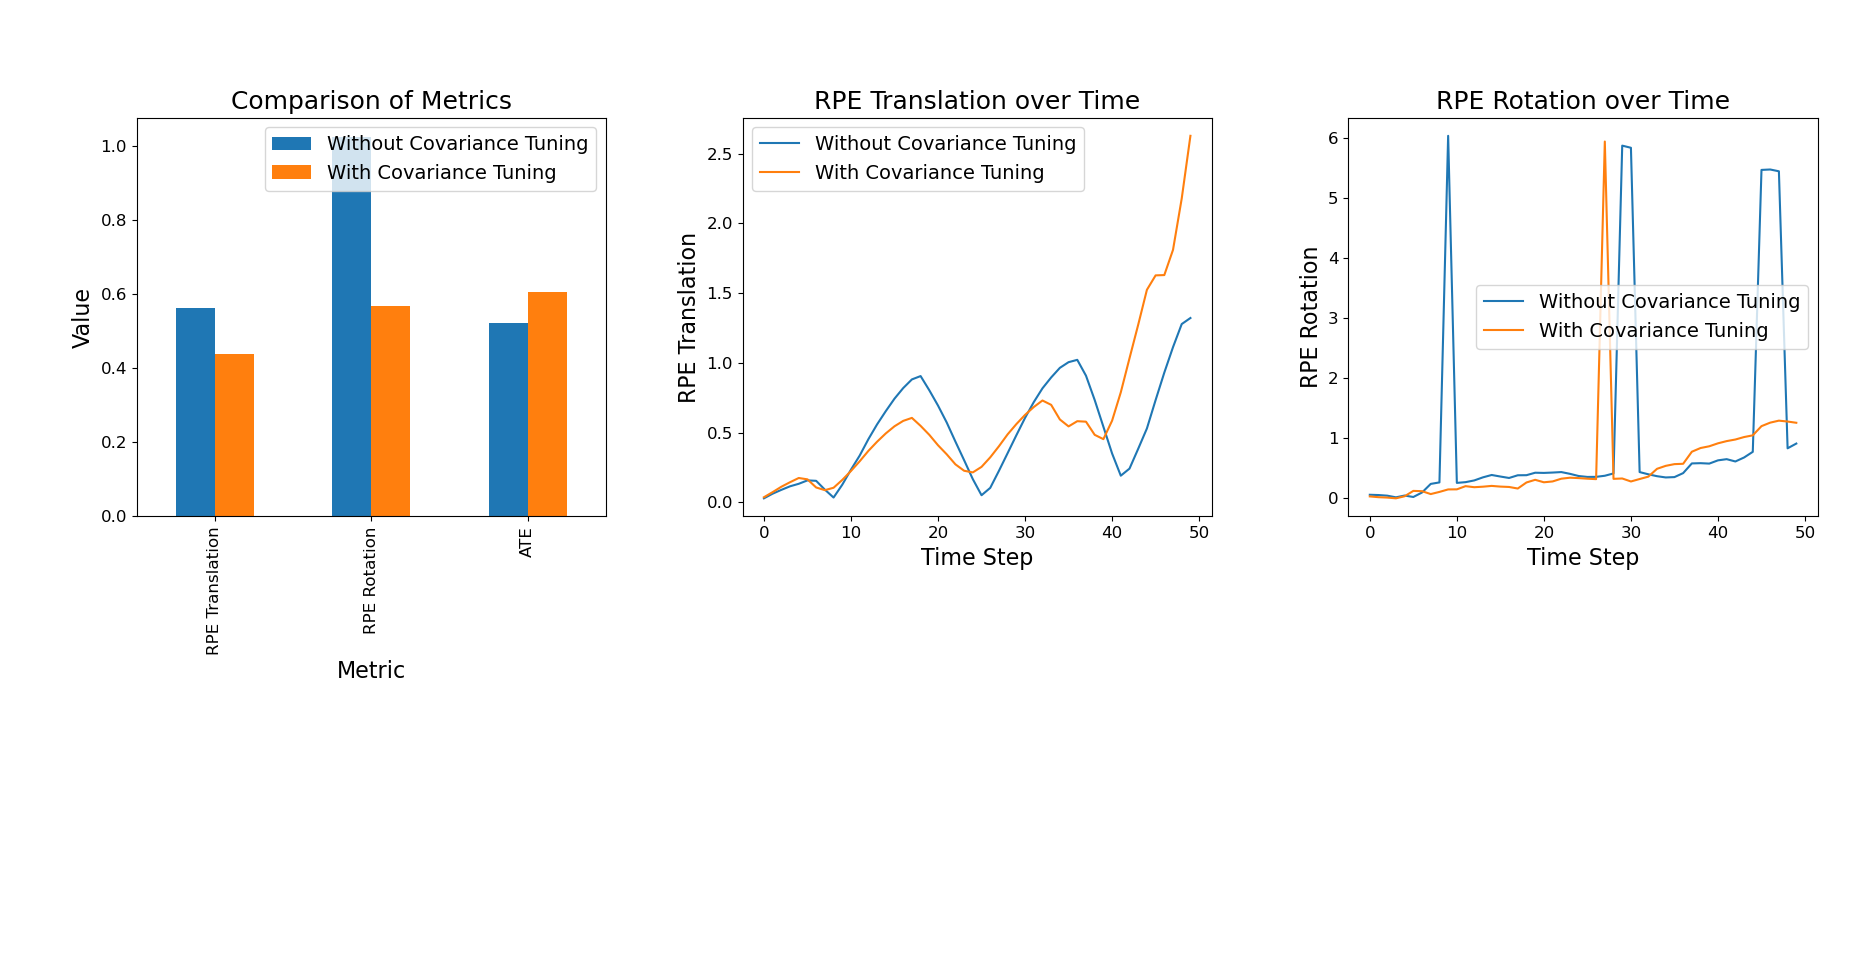 Comparison of Metrics
Without Covariance Tuning
With Covariance Tuning
1.0
0.8
0.6
0.4
0.2
0.0
Value
RPE Translation
RPE Rotation
ATE
Metric
RPE Translation over Time
Without Covariance Tuning
With Covariance Tuning
2.5
2.0
1.5
1.0
0.5
0.0
RPE Translation
0 10 20 30 40 50
Time Step
RPE Rotation over Time
6
5
4
3
2
1
0
RPE Rotation
Without Covariance Tuning
With Covariance Tuning
0 10 20 30 40 50
Time Step